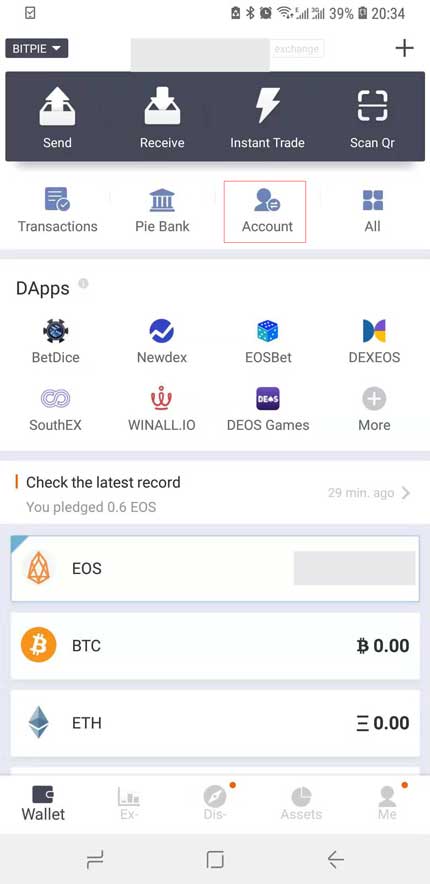 39% 20:34
BITPIE
exchange
Send
Receive
Instant Trade
Scan Qr
Transactions
Pie Bank
Account
All
DApps
BetDice
Newdex
EOSBet
DEXEOS
DE♠S
SouthEX
WINALL.IO
DEOS Games
More
Check the latest record
29 min. ago
You pledged 0.6 EOS
EOS
BTC
₿ 0.00
ETH
Ξ 0.00
Wallet
Ex-
Dis-
Assets
Me